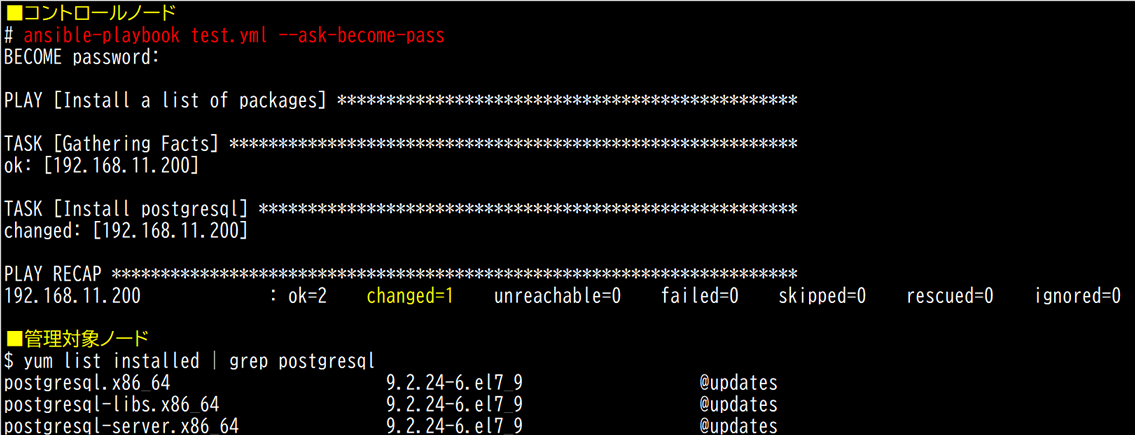 ■コントロールノード
# ansible-playbook test.yml --ask-become-pass
BECOME password:
PLAY [Install a list of packages] ***********************************************
TASK [Gathering Facts] **********************************************************
ok: [192.168.11.200]
TASK [Install postgresql] *******************************************************
changed: [192.168.11.200]
PLAY RECAP **********************************************************************
192.168.11.200 : ok=2 changed=1 unreachable=0 failed=0 skipped=0 rescued=0 ignored=0
■管理対象ノード
$ yum list installed | grep postgresql
postgresql.x86_64 9.2.24-6.el7_9 @updates
postgresql-libs.x86_64 9.2.24-6.el7_9 @updates
postgresql-server.x86_64 9.2.24-6.el7_9 @updates